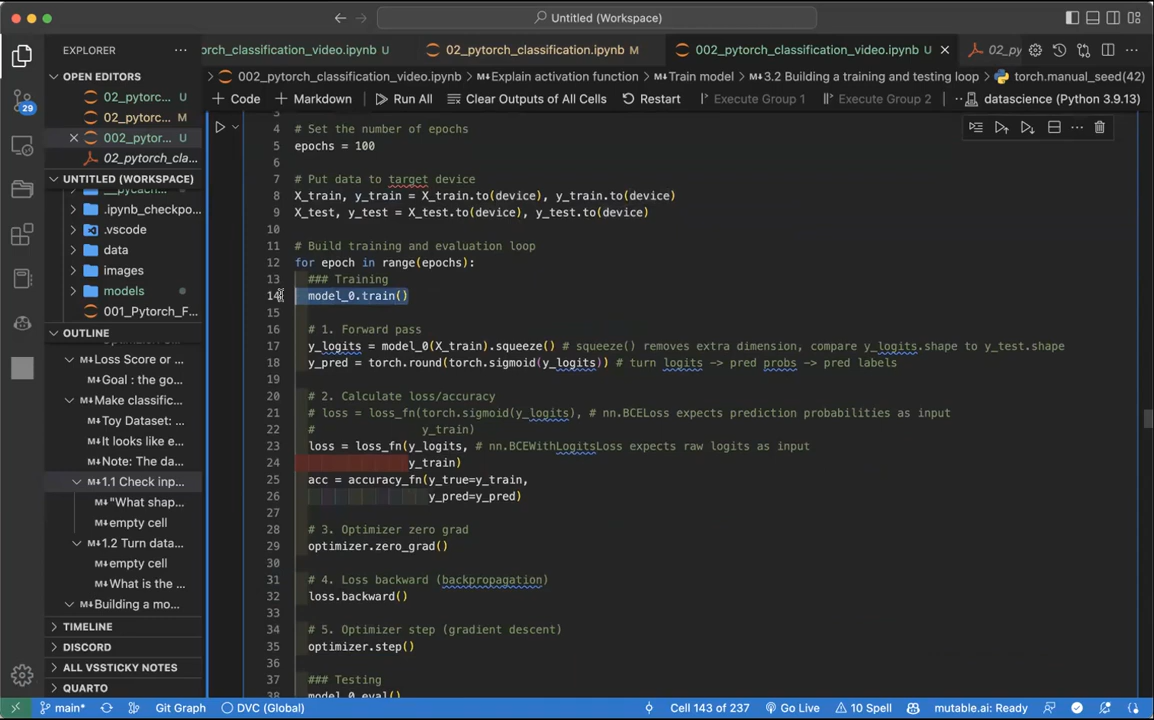 Untitled (Workspace)
EXPLORER
torch_classification_video.ipynb U
02_pytorch_classification.ipynb M
002_pytorch_classification_video.ipynb U
02_py
OPEN EDITORS
002_pytorch_classification_video.ipynb > Explain activation function > Train model > 3.2 Building a training and testing loop > torch.manual_seed(42)
02_pytorc... U
+ Code + Markdown Run All Clear Outputs of All Cells Restart Execute Group 1 Execute Group 2 ... datascience (Python 3.9.13)
02_pytorc... M
002_pytor... U
02_pytorch_cla...
UNTITLED (WORKSPACE)
.ipynb_checkpo...
.vscode
data
images
models
001_Pytorch_F...
OUTLINE
Loss Score or ...
Goal : the go...
Make classific...
Toy Dataset: ...
It looks like e...
Note: The da...
1.1 Check inp...
"What shap...
empty cell
1.2 Turn data...
empty cell
What is the ...
Building a mo...
TIMELINE
DISCORD
ALL VSSTICKY NOTES
QUARTO
29
3
4 # Set the number of epochs
5 epochs = 100
6
7 # Put data to target device
8 X_train, y_train = X_train.to(device), y_train.to(device)
9 X_test, y_test = X_test.to(device), y_test.to(device)
10
11 # Build training and evaluation loop
12 for epoch in range(epochs):
13 ### Training
14 model_0.train()
15
16 # 1. Forward pass
17 y_logits = model_0(X_train).squeeze() # squeeze() removes extra dimension, compare y_logits.shape to y_test.shape
18 y_pred = torch.round(torch.sigmoid(y_logits)) # turn logits -> pred probs -> pred labels
19
20 # 2. Calculate loss/accuracy
21 # loss = loss_fn(torch.sigmoid(y_logits), # nn.BCELoss expects prediction probabilities as input
22 # y_train)
23 loss = loss_fn(y_logits, # nn.BCEWithLogitsLoss expects raw logits as input
24 y_train)
25 acc = accuracy_fn(y_true=y_train,
26 y_pred=y_pred)
27
28 # 3. Optimizer zero grad
29 optimizer.zero_grad()
30
31 # 4. Loss backward (backpropagation)
32 loss.backward()
33
34 # 5. Optimizer step (gradient descent)
35 optimizer.step()
36
37 ### Testing
38 model_0.eval()
main* Git Graph DVC (Global) Cell 143 of 237 Go Live 10 Spell mutable.ai: Ready